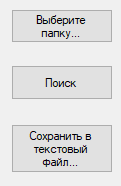 Выберите
папку...
Поиск
Сохранить в
текстовый
файл...